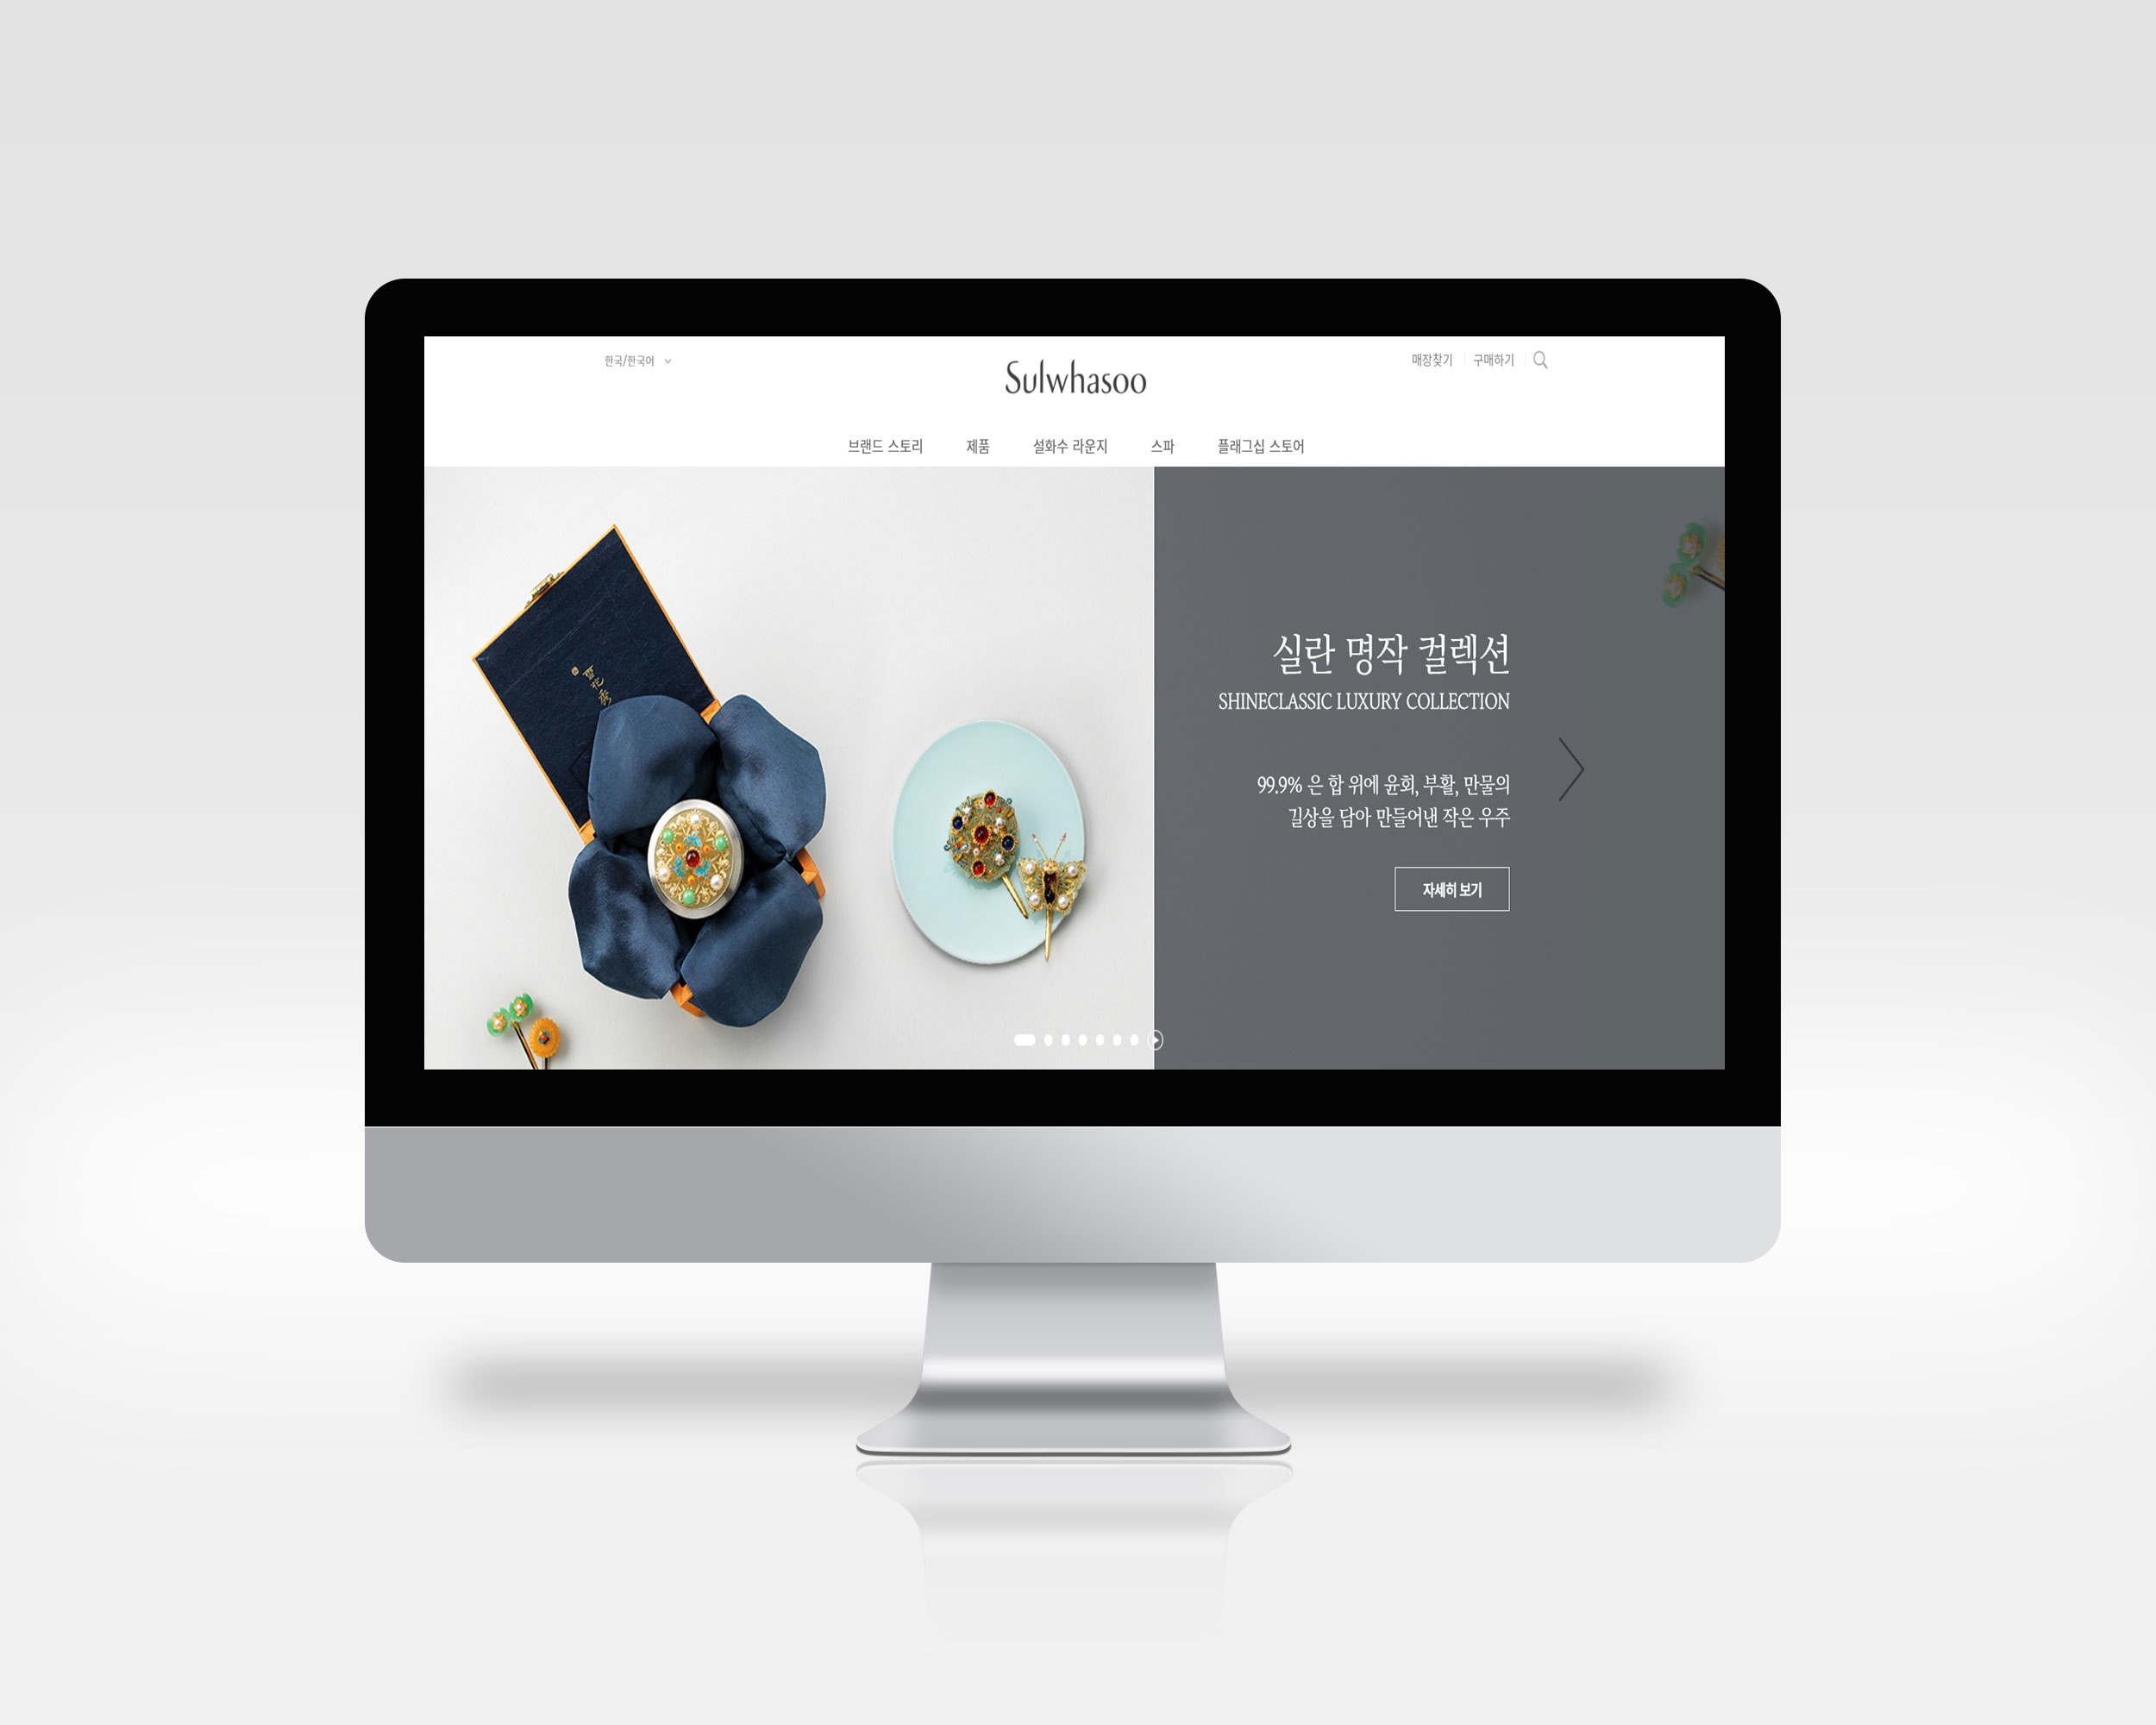 한국/한국어
Sulwhasoo
매장찾기 구매하기
브랜드 스토리 제품 설화수 라운지 스파 플래그십 스토어
실란 명작 컬렉션
SHINECLASSIC LUXURY COLLECTION
99.9% 은 합 위에 윤회, 부활, 만물의
길상을 담아 만들어낸 작은 우주
자세히 보기